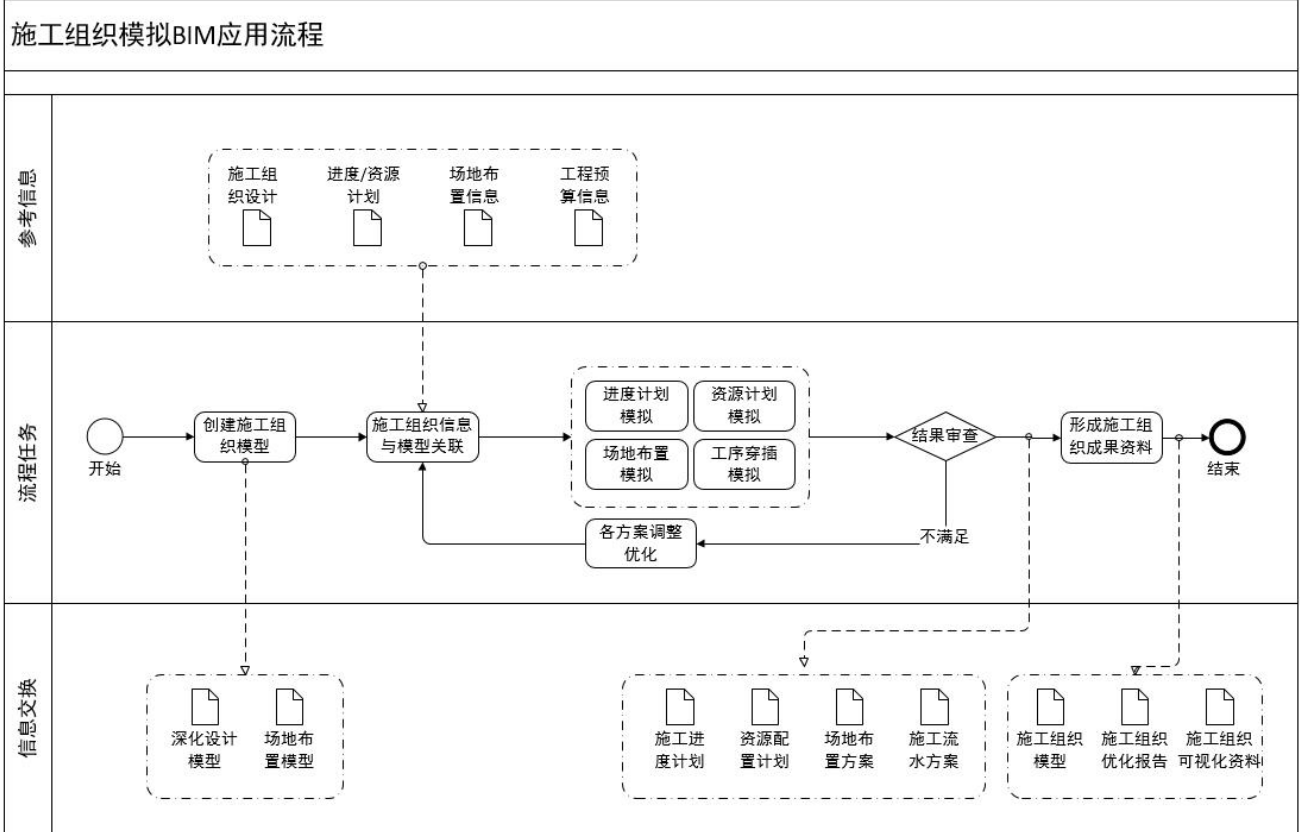 施工组织模拟BIM应用流程
参考信息
施工组
织设计
进度/资源
计划
场地布
置信息
工程预
算信息
流程任务
开始
创建施工组
织模型
施工组织信息
与模型关联
进度计划
模拟
资源计划
模拟
场地布置
模拟
工序穿插
模拟
结果审查
形成施工组
织成果资料
结束
各方案调整
优化
不满足
信息交换
深化设计
模型
场地布
置模型
施工进
度计划
资源配
置计划
场地布
置方案
施工流
水方案
施工组织
模型
施工组织
优化报告
施工组织
可视化资料